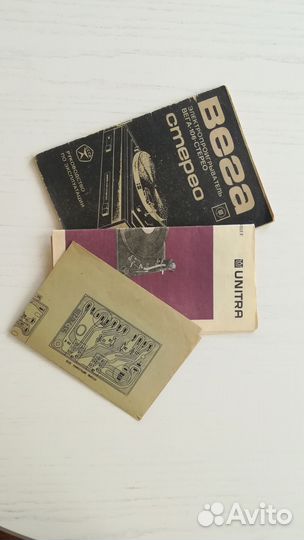 Вега
стерео
ЭЛЕКТРОПРОИГРЫВАТЕЛЬ
ВЕГА-106-СТЕРЕО
РУКОВОДСТВО
ПО ЭКСПЛУАТАЦИИ
UNITRA
Avito